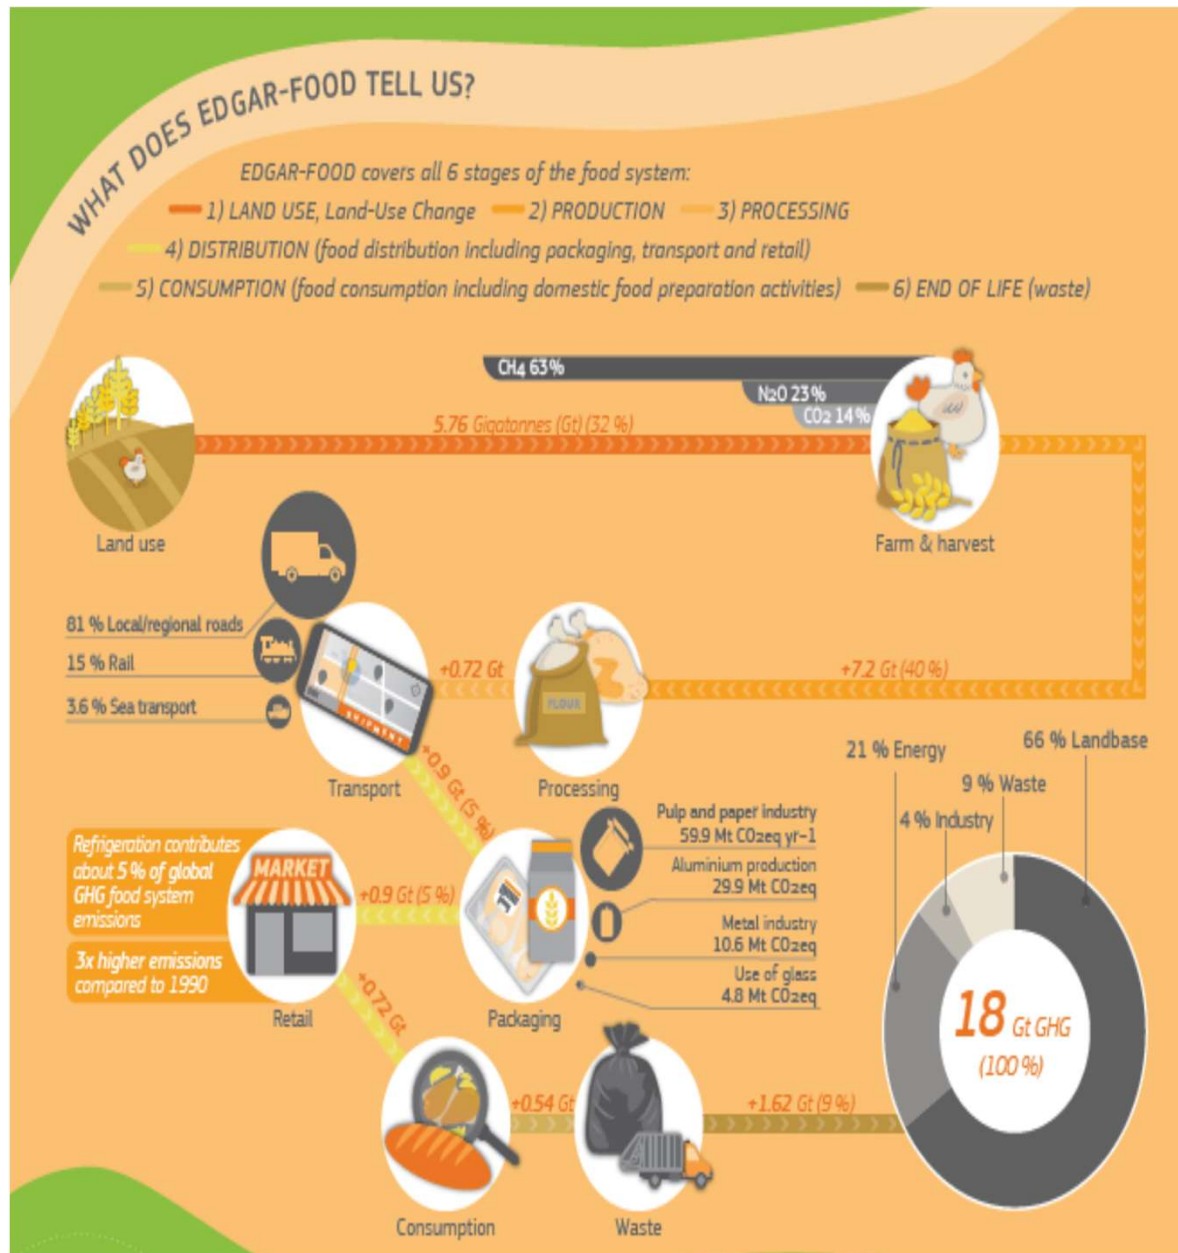 WHAT DOES EDGAR-FOOD TELL US?
EDGAR-FOOD covers all 6 stages of the food system:
1) LAND USE, Land-Use Change 2) PRODUCTION 3) PROCESSING
4) DISTRIBUTION (food distribution including packaging, transport and retail)
5) CONSUMPTION (food consumption including domestic food preparation activities) 6) END OF LIFE (waste)
CH4 63 %
N2O 23 %
CO2 14 %
5.76 Gigatonnes (Gt) (32 %)
Land use
Farm & harvest
81 % Local/regional roads
15 % Rail
3.6 % Sea transport
SHIPMENT
+0.72 Gt
FLOUR
+7.2 Gt (40 %)
Transport
Processing
+0.9 Gt (5 %)
Refrigeration contributes
about 5 % of global
GHG food system
emissions
3x higher emissions
compared to 1990
MARKET
+0.9 Gt (5 %)
Retail
Packaging
Pulp and paper industry
59.9 Mt CO2eq yr-1
Aluminium production
29.9 Mt CO2eq
Metal industry
10.6 Mt CO2eq
Use of glass
4.8 Mt CO2eq
+0.72 Gt
+0.54 Gt
+1.62 Gt (9 %)
Consumption
Waste
21 % Energy
66 % Landbase
9 % Waste
4 % Industry
18 Gt GHG
(100 %)